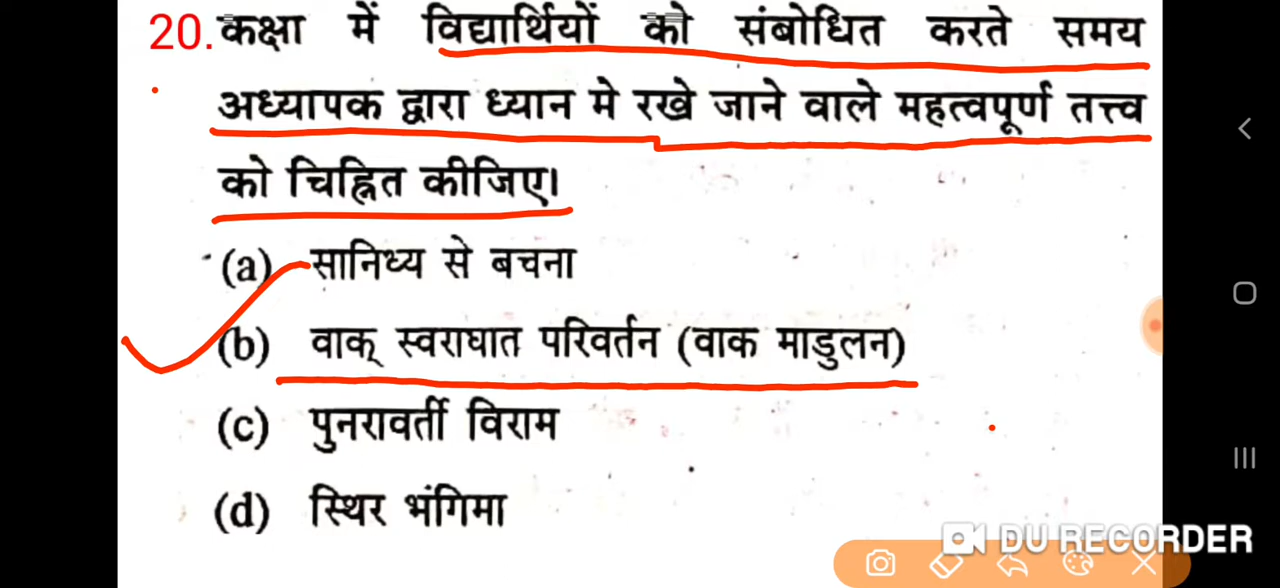 20. कक्षा में विद्यार्थियों को संबोधित करते समय
अध्यापक द्वारा ध्यान मे रखे जाने वाले महत्वपूर्ण तत्त्व
को चिह्नित कीजिए।
(a) सानिध्य से बचना
(b) वाक् स्वराघात परिवर्तन (वाक माडुलन)
(c) पुनरावर्ती विराम
(d) स्थिर भंगिमा
DU RECORDER